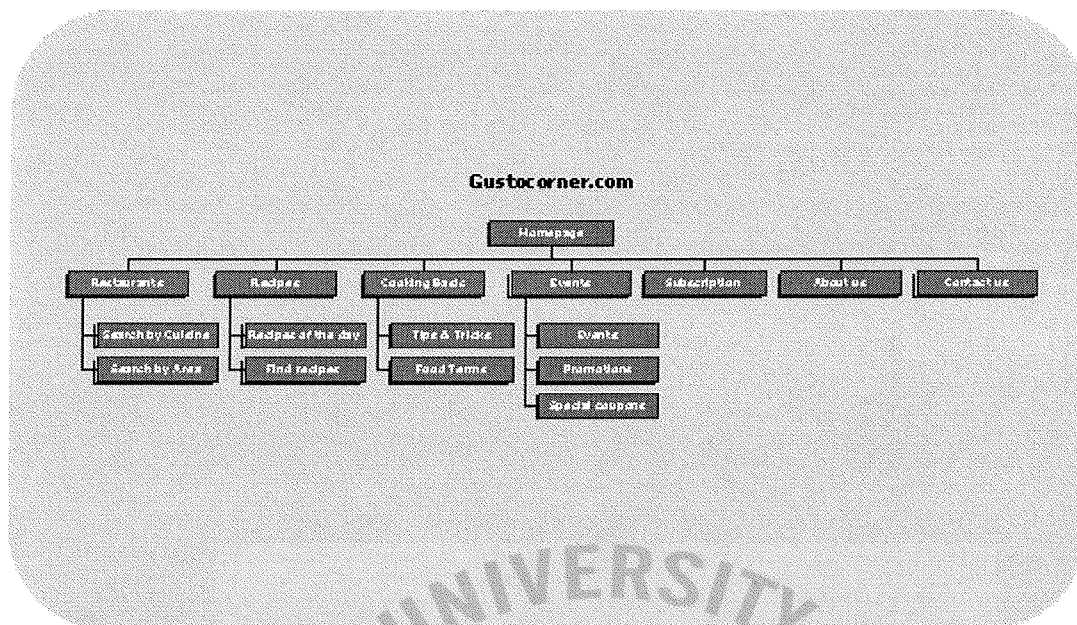 Gustocorner.com
Homepage
Restaurants
Recipes
Cooking Basic
Events
Subscription
About us
Contact us
Search by Cuisine
Recipes of the day
Tips & Tricks
Events
Search by Area
Find recipes
Food Terms
Promotions
Special coupons
UNIVERSITY